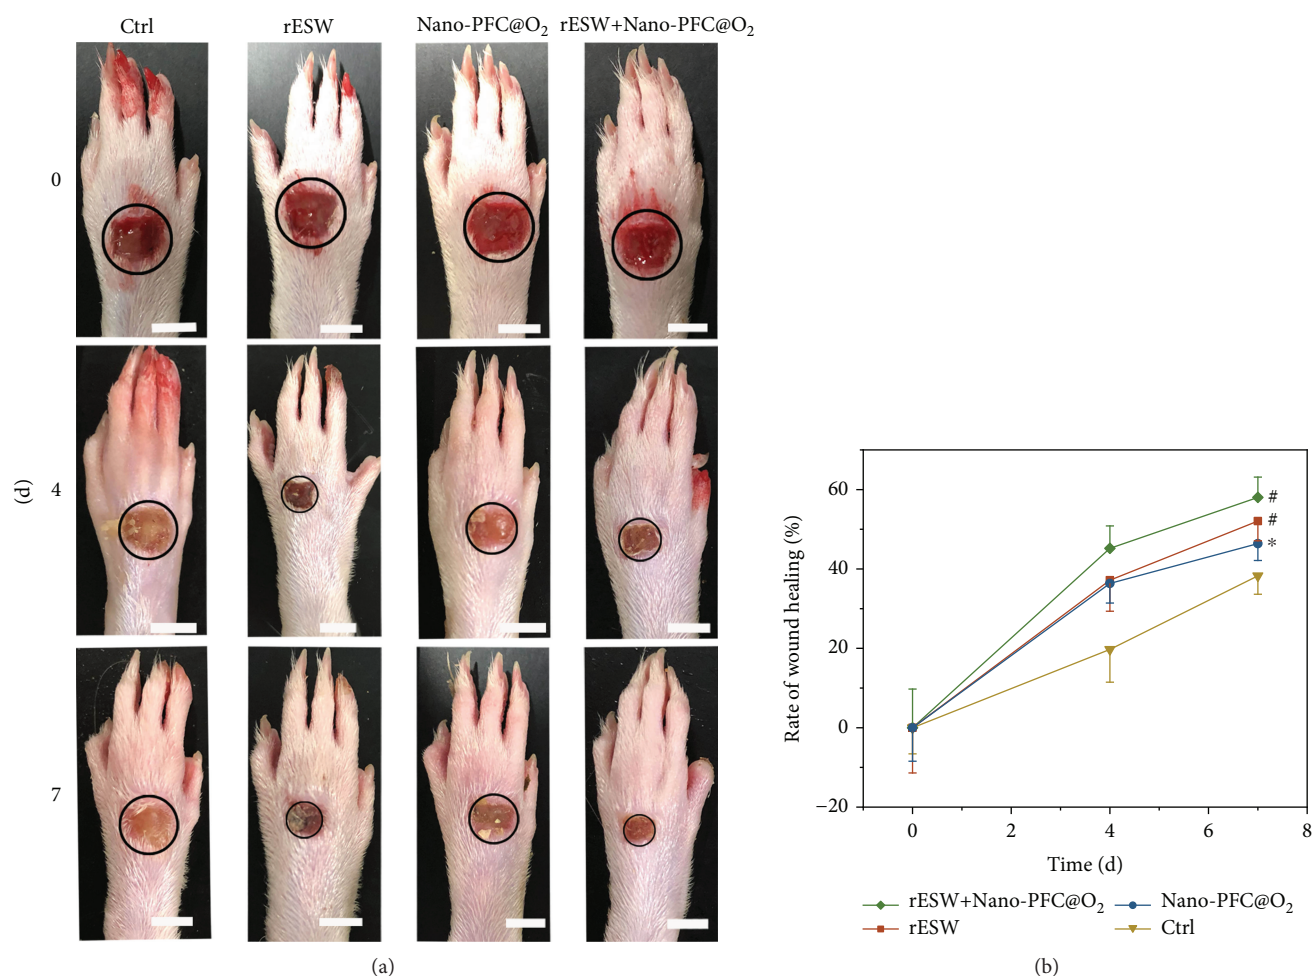 Ctrl
rESW
Nano-PFC@O₂
rESW+Nano-PFC@O₂
0
(d)
4
7
(a)
Rate of wound healing (%)
60
40
20
0
−20
0
2
4
6
8
#
#
*
Time (d)
rESW+Nano-PFC@O₂
Nano-PFC@O₂
rESW
Ctrl
(b)